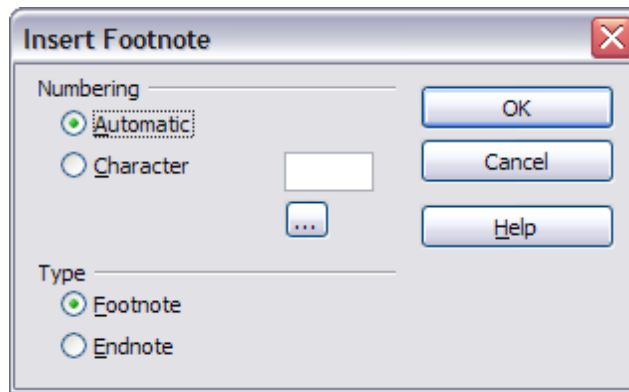 Insert Footnote
Numbering
Automatic
Character
...
OK
Cancel
Help
Type
Footnote
Endnote